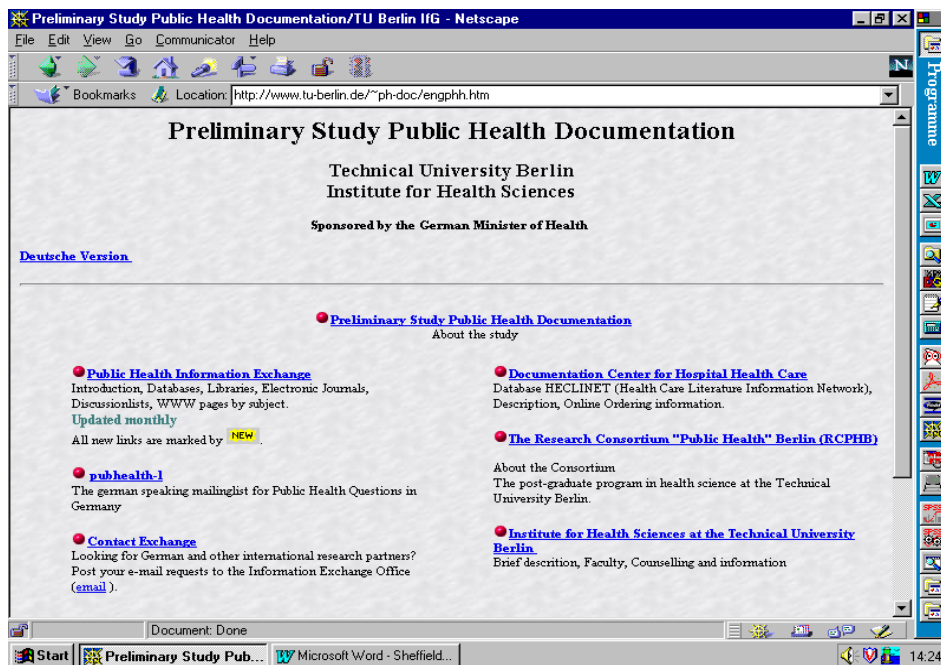 Preliminary Study Public Health Documentation/TU Berlin IfG - Netscape
File Edit View Go Communicator Help
N
Bookmarks Location: http://www.tu-berlin.de/~ph-doc/engphh.htm
Programme
Preliminary Study Public Health Documentation
Technical University Berlin
Institute for Health Sciences
Sponsored by the German Minister of Health
Deutsche Version
Preliminary Study Public Health Documentation
About the study
Public Health Information Exchange
Introduction, Databases, Libraries, Electronic Journals,
Discussionlists, WWW pages by subject.
Updated monthly
All new links are marked by NEW .
pubhealth-l
The german speaking mailinglist for Public Health Questions in
Germany
Contact Exchange
Looking for German and other international research partners?
Post your e-mail requests to the Information Exchange Office
(email ).
Documentation Center for Hospital Health Care
Database HECLINET (Health Care Literature Information Network),
Description, Online Ordering information.
The Research Consortium "Public Health" Berlin (RCPHB)
About the Consortium
The post-graduate program in health science at the Technical
University Berlin.
Institute for Health Sciences at the Technical University
Berlin
Brief descrition, Faculty, Counselling and information
Document: Done
Start Preliminary Study Pub... Microsoft Word - Sheffield... 14:24